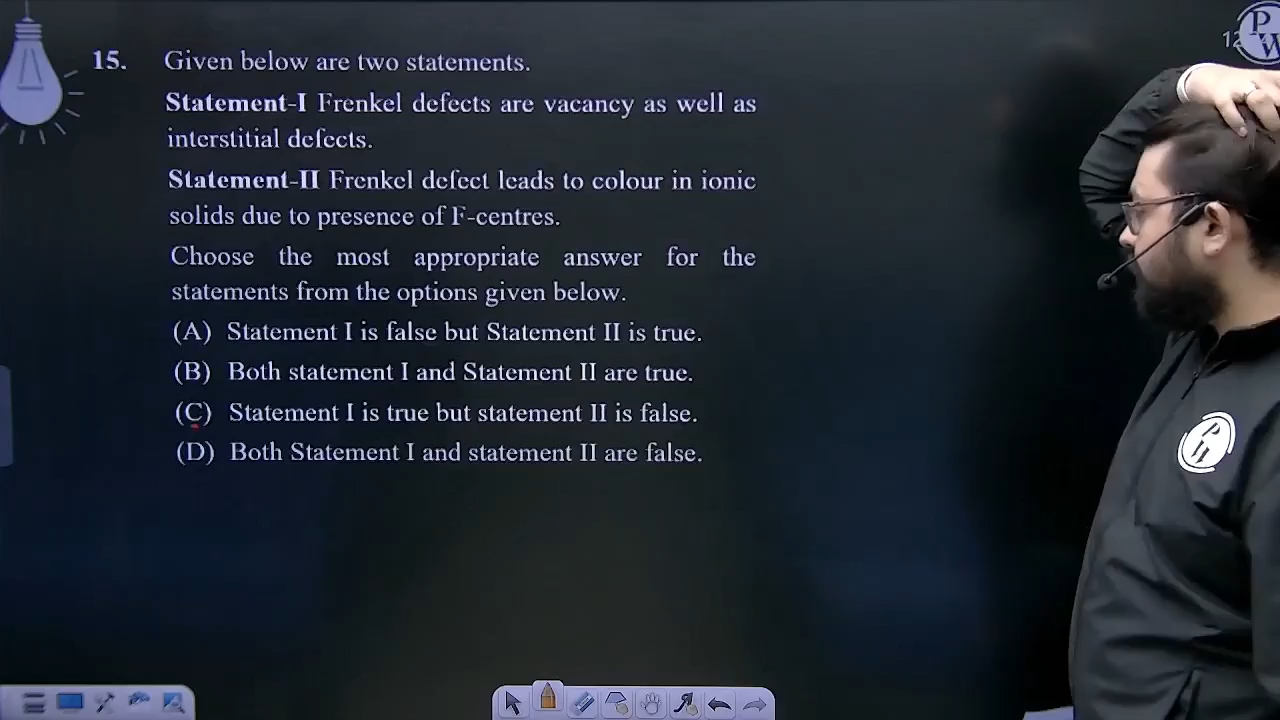 12
P
W
15. Given below are two statements.
Statement-I Frenkel defects are vacancy as well as
interstitial defects.
Statement-II Frenkel defect leads to colour in ionic
solids due to presence of F-centres.
Choose the most appropriate answer for the
statements from the options given below.
(A) Statement I is false but Statement II is true.
(B) Both statement I and Statement II are true.
(C) Statement I is true but statement II is false.
(D) Both Statement I and statement II are false.
P
W